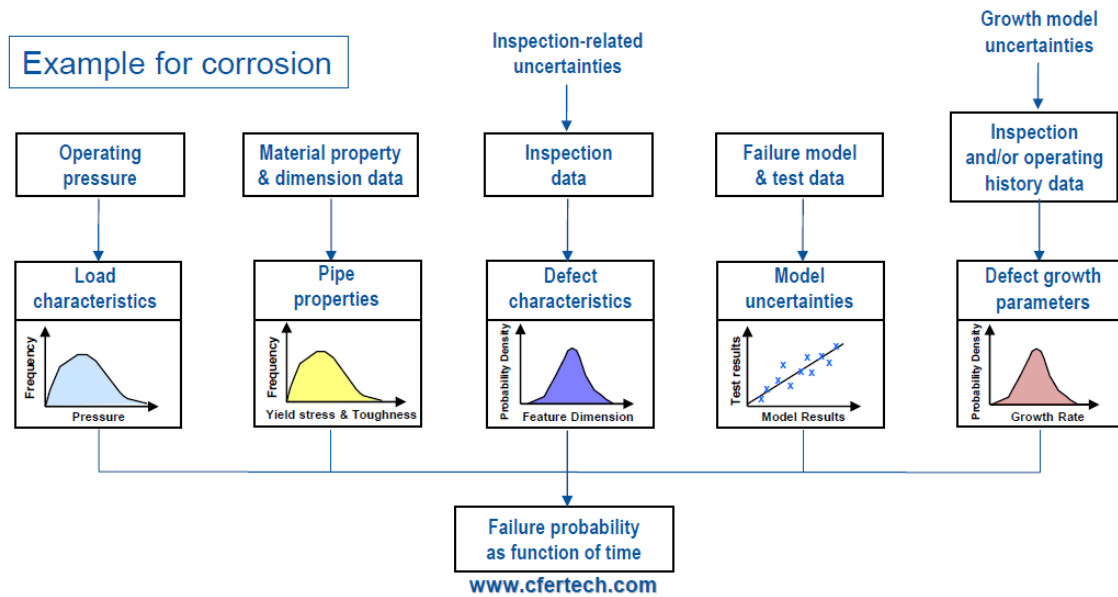 Growth model
uncertainties
Inspection-related
uncertainties
Example for corrosion
Operating
pressure
Material property
& dimension data
Inspection
data
Failure model
& test data
Inspection
and/or operating
history data
Load
characteristics
Frequency
Pressure
Pipe
properties
Frequency
Yield stress & Toughness
Defect
characteristics
Probability Density
Feature Dimension
Model
uncertainties
Test results
Model Results
Defect growth
parameters
Probability Density
Growth Rate
Failure probability
as function of time
www.cfertech.com